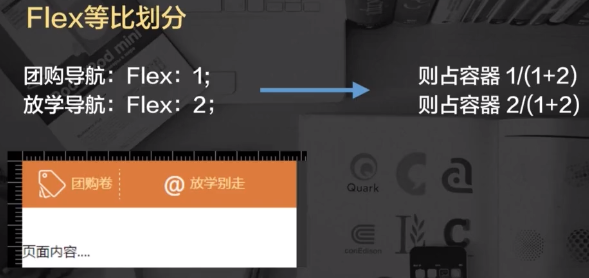 Flex等比划分
团购导航：Flex：1;
则占容器 1/(1+2)
放学导航：Flex：2;
则占容器 2/(1+2)
团购卷
@ 放学别走
页面内容....
Quark